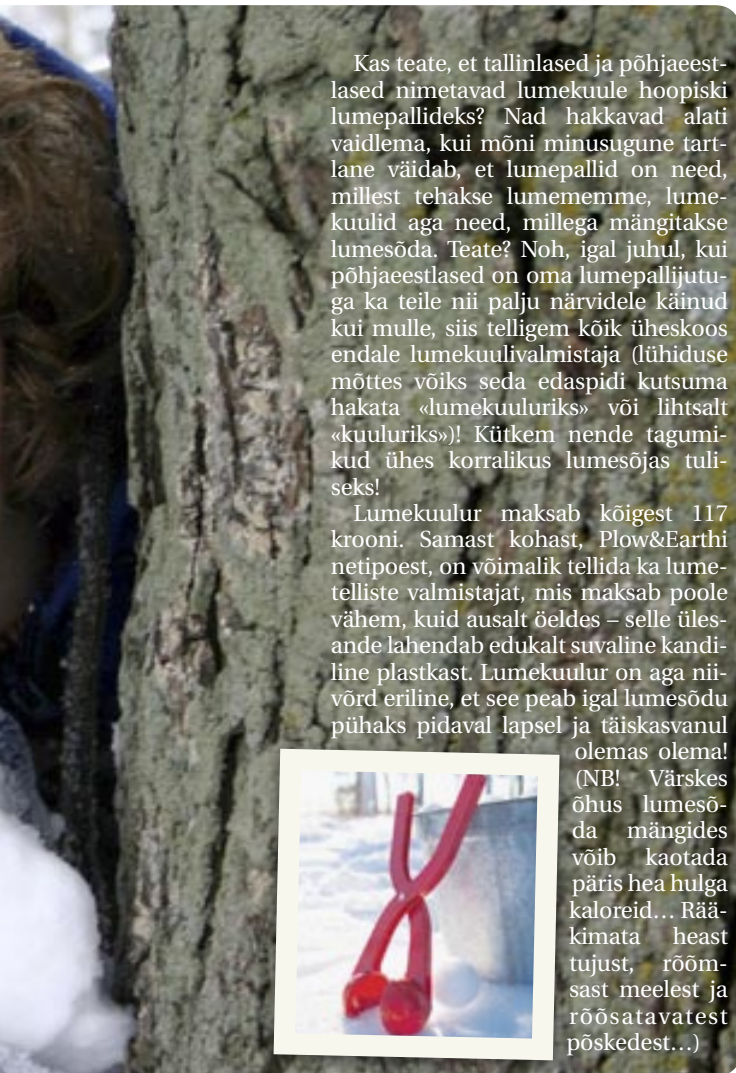 Kas teate, et tallinlased ja põhjaeest-
lased nimetavad lumekuule hoopiski
lumepallideks? Nad hakkavad alati
vaidlema, kui mõni minusugune tart-
lane väidab, et lumepallid on need,
millest tehakse lumememme, lume-
kuulid aga need, millega mängitakse
lumesõda. Teate? Noh, igal juhul, kui
põhjaeestlased on oma lumepallijutu-
ga ka teile nii palju närvidele käinud
kui mulle, siis telligem kõik üheskoos
endale lumekuulivalmistaja (lühiduse
mõttes võiks seda edaspidi kutsuma
hakata «lumekuuluriks» või lihtsalt
«kuuluriks»)! Kütkem nende tagumi-
kud ühes korralikus lumesõjas tuli-
seks!
Lumekuulur maksab kõigest 117
krooni. Samast kohast, Plow&Earthi
netipoest, on võimalik tellida ka lume-
telliste valmistajat, mis maksab poole
vähem, kuid ausalt öeldes – selle üles-
ande lahendab edukalt suvaline kandi-
line plastkast. Lumekuulur on aga nii-
võrd eriline, et see peab igal lumesõdu
pühaks pidaval lapsel ja täiskasvanul
olemas olema!
(NB! Värskes
õhus lumesõ-
da mängides
võib kaotada
päris hea hulga
kaloreid… Rää-
kimata heast
tujust, rõõm-
sast meelest ja
rõõsatavatest
põskedest…)